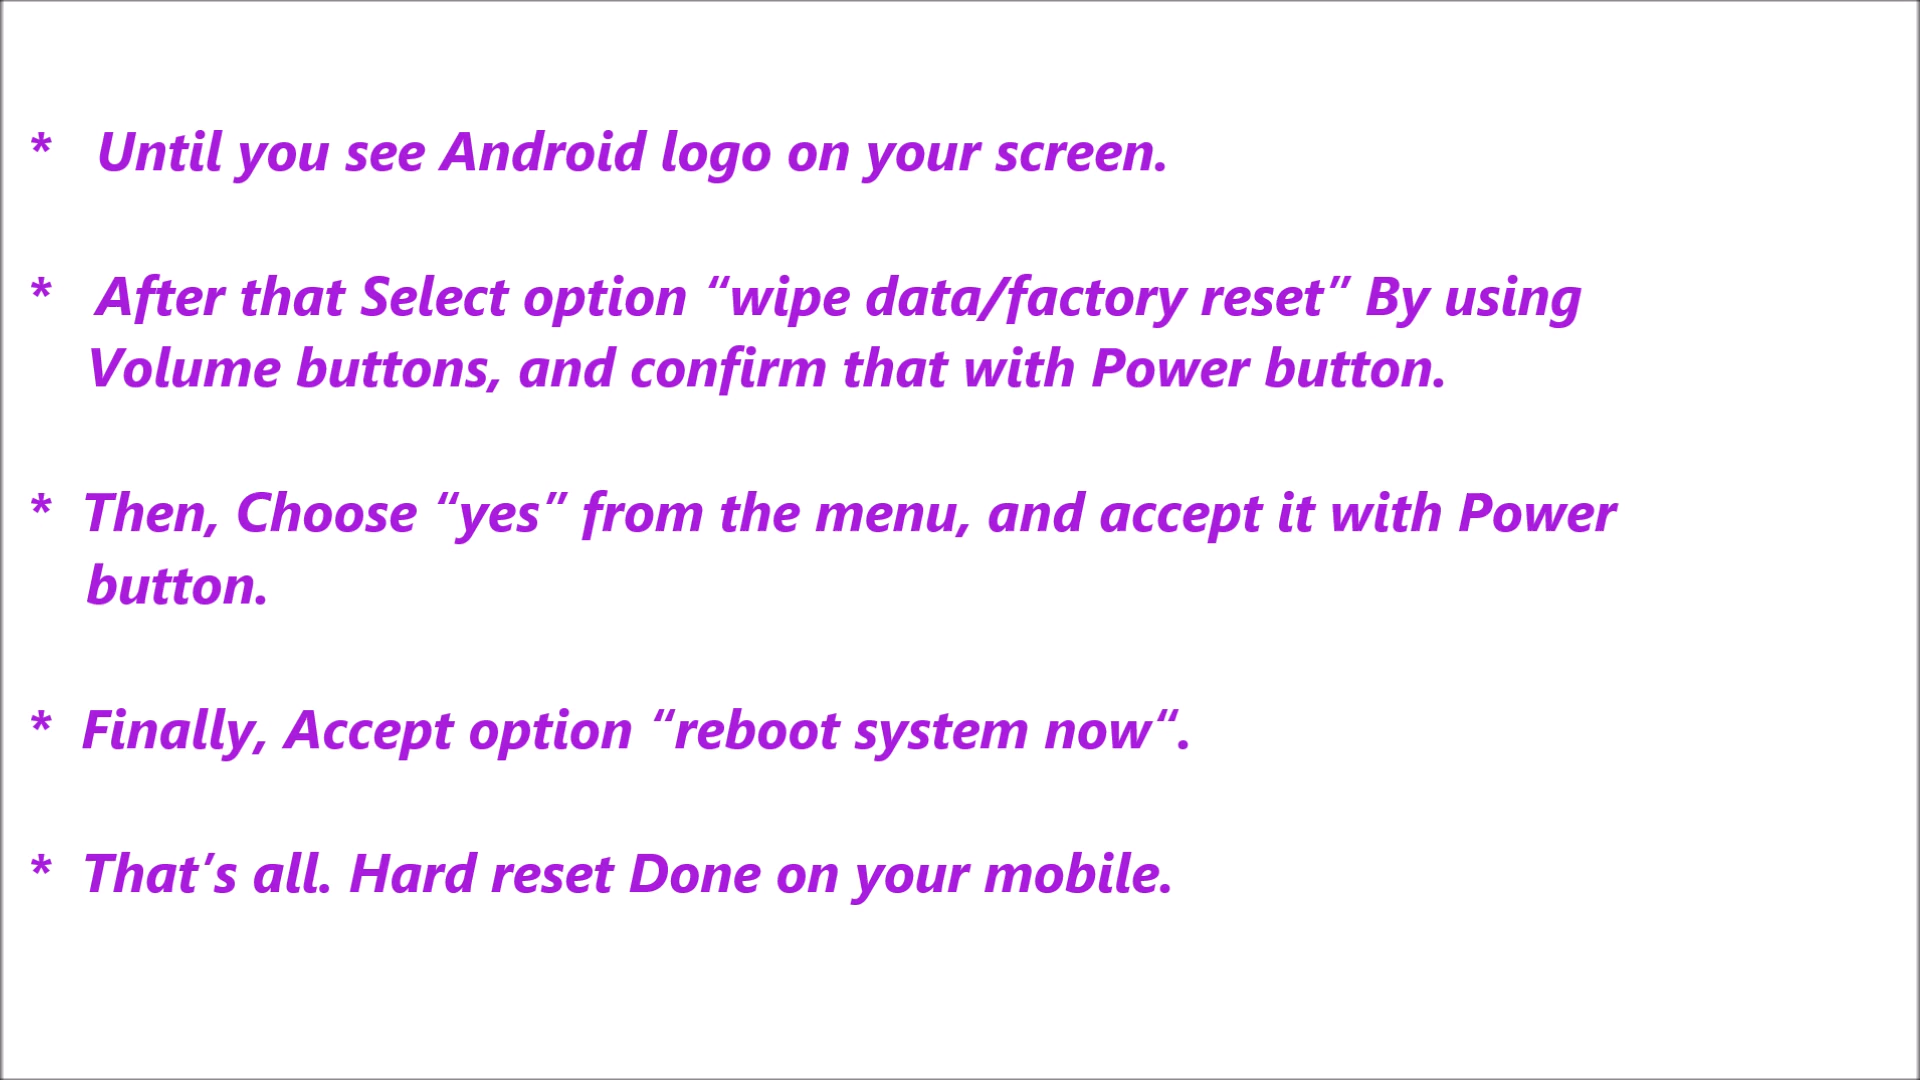 * Until you see Android logo on your screen.
* After that Select option “wipe data/factory reset” By using
Volume buttons, and confirm that with Power button.
* Then, Choose “yes” from the menu, and accept it with Power
button.
* Finally, Accept option “reboot system now“.
* That’s all. Hard reset Done on your mobile.